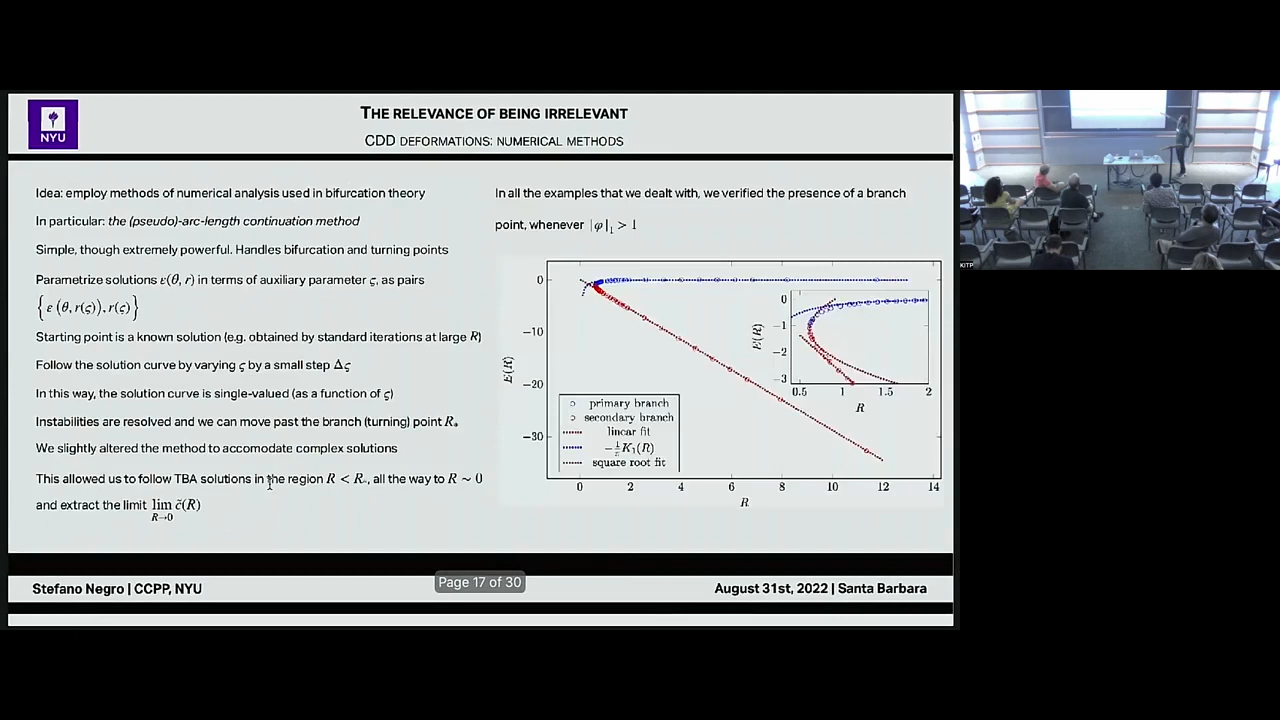 NYU
THE RELEVANCE OF BEING IRRELEVANT
CDD DEFORMATIONS: NUMERICAL METHODS
Idea: employ methods of numerical analysis used in bifurcation theory
In particular: the (pseudo)-arc-length continuation method
Simple, though extremely powerful. Handles bifurcation and turning points
Parametrize solutions ε(θ, r) in terms of auxiliary parameter ς, as pairs
{ε(θ, r(ς)), r(ς)}
Starting point is a known solution (e.g. obtained by standard iterations at large R)
Follow the solution curve by varying ς by a small step Δς
In this way, the solution curve is single-valued (as a function of ς)
Instabilities are resolved and we can move past the branch (turning) point R*
We slightly altered the method to accomodate complex solutions
This allowed us to follow TBA solutions in the region R < R*, all the way to R ~ 0
and extract the limit lim c̃(R)
R→0
In all the examples that we dealt with, we verified the presence of a branch
point, whenever |φ|₁ > 1
0
−10
−20
−30
E(R)
0 2 4 6 8 10 12 14
R
primary branch
secondary branch
linear fit
K₁(R)
square root fit
0
−1
−2
−3
E(R)
0.5 1 1.5 2
R
Stefano Negro | CCPP, NYU
Page 17 of 30
August 31st, 2022 | Santa Barbara
KITP